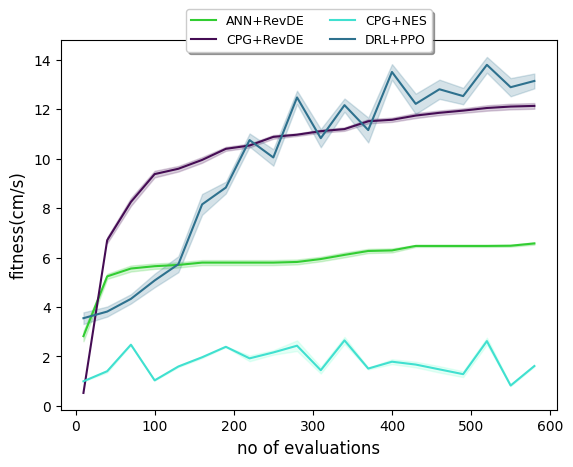 ANN+RevDE
CPG+RevDE
CPG+NES
DRL+PPO
fitness(cm/s)
14
12
10
8
6
4
2
0
0 100 200 300 400 500 600
no of evaluations